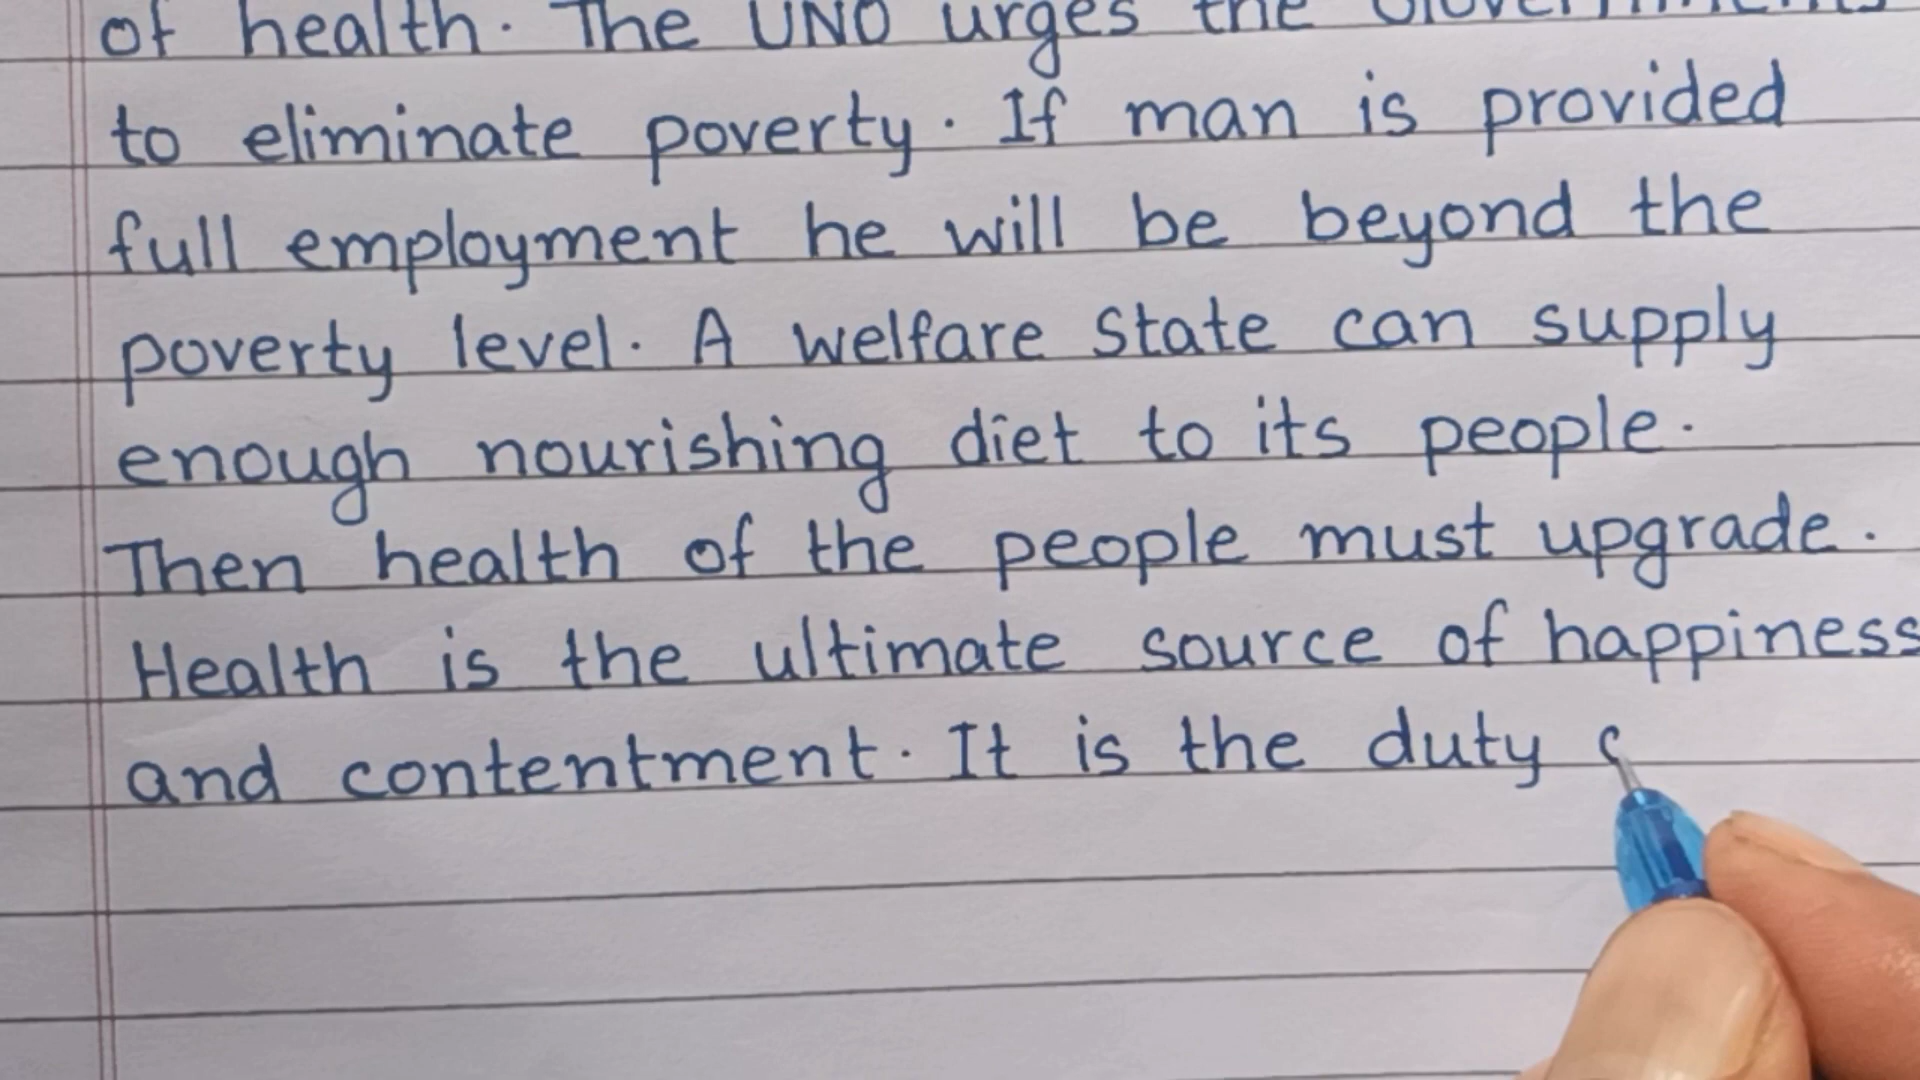 of health. The UNO urges the Governments
to eliminate poverty. If man is provided
full employment he will be beyond the
poverty level. A welfare state can supply
enough nourishing diet to its people.
Then health of the people must upgrade.
Health is the ultimate source of happiness
and contentment. It is the duty